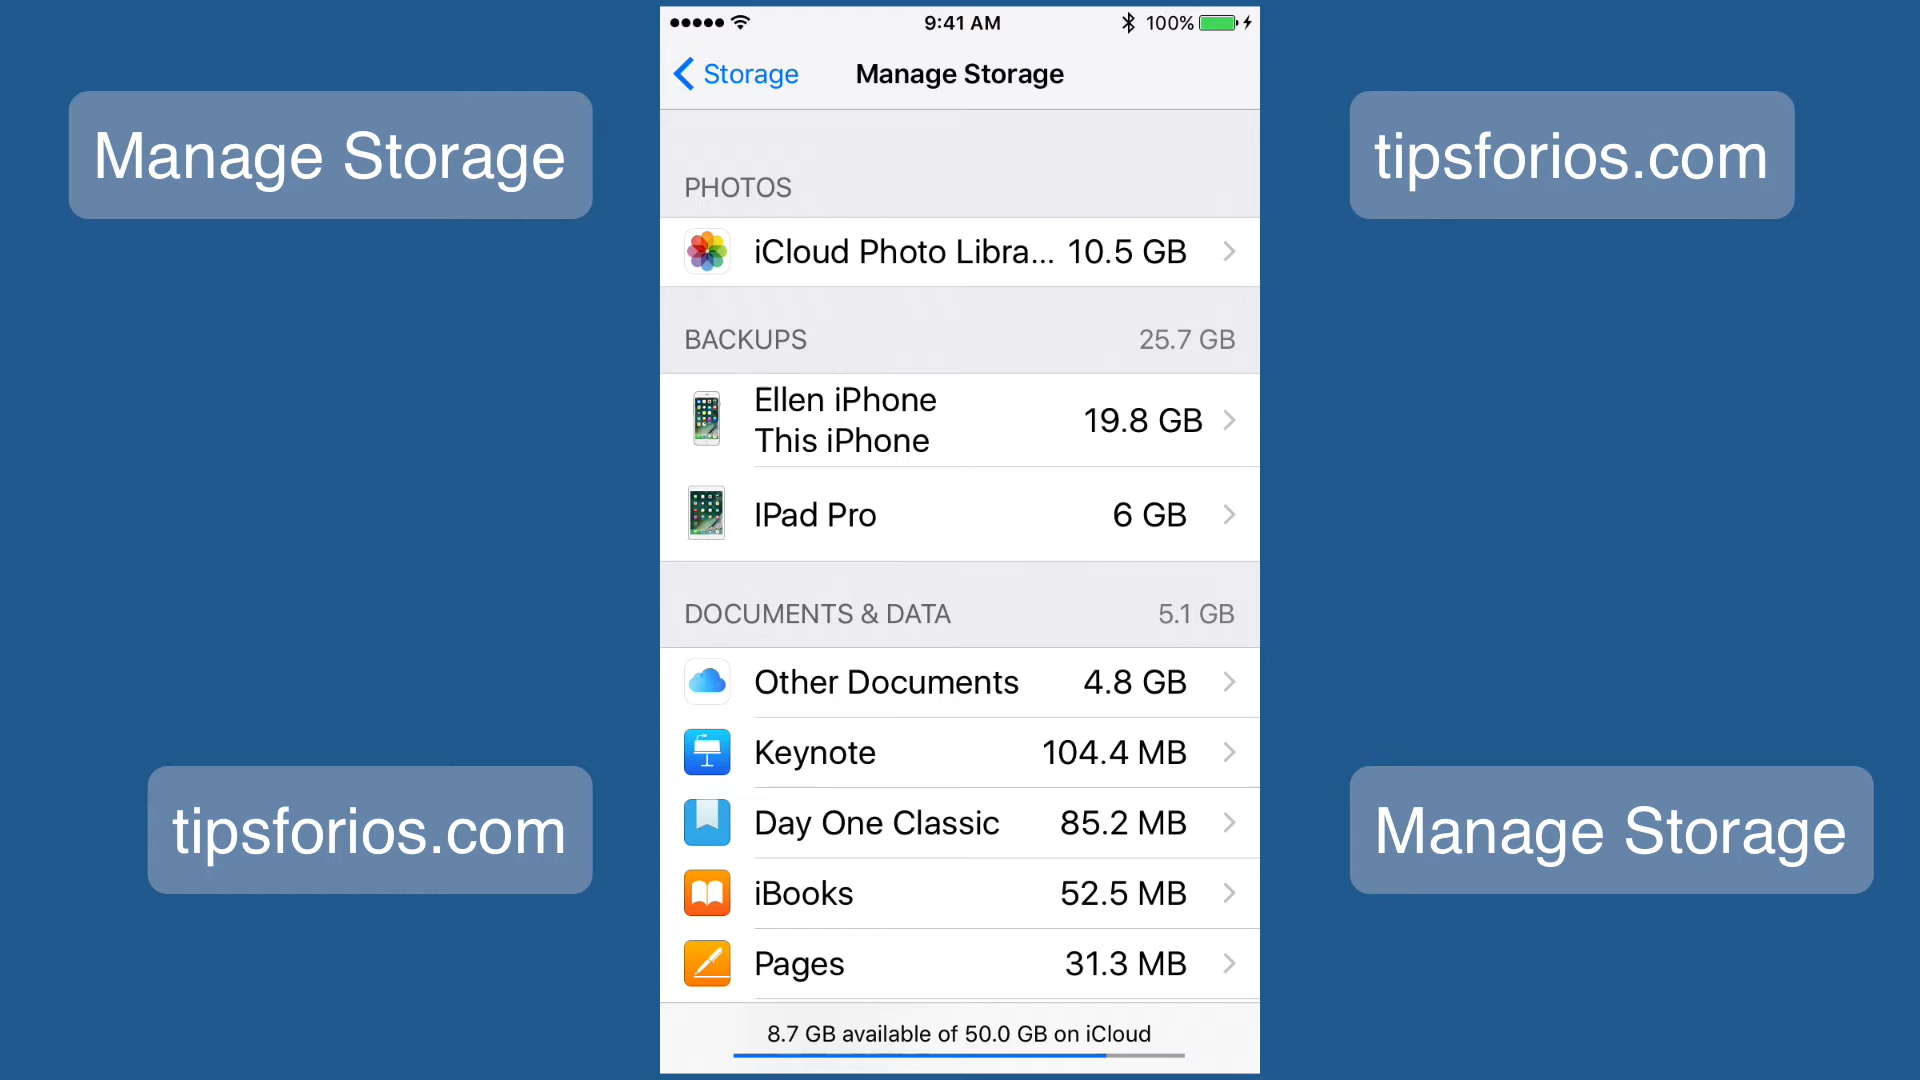 9:41 AM
100%
Storage
Manage Storage
Manage Storage
tipsforios.com
PHOTOS
iCloud Photo Libra... 10.5 GB
BACKUPS 25.7 GB
Ellen iPhone
This iPhone
19.8 GB
IPad Pro 6 GB
DOCUMENTS & DATA 5.1 GB
Other Documents 4.8 GB
Keynote 104.4 MB
Day One Classic 85.2 MB
iBooks 52.5 MB
Pages 31.3 MB
tipsforios.com
Manage Storage
8.7 GB available of 50.0 GB on iCloud